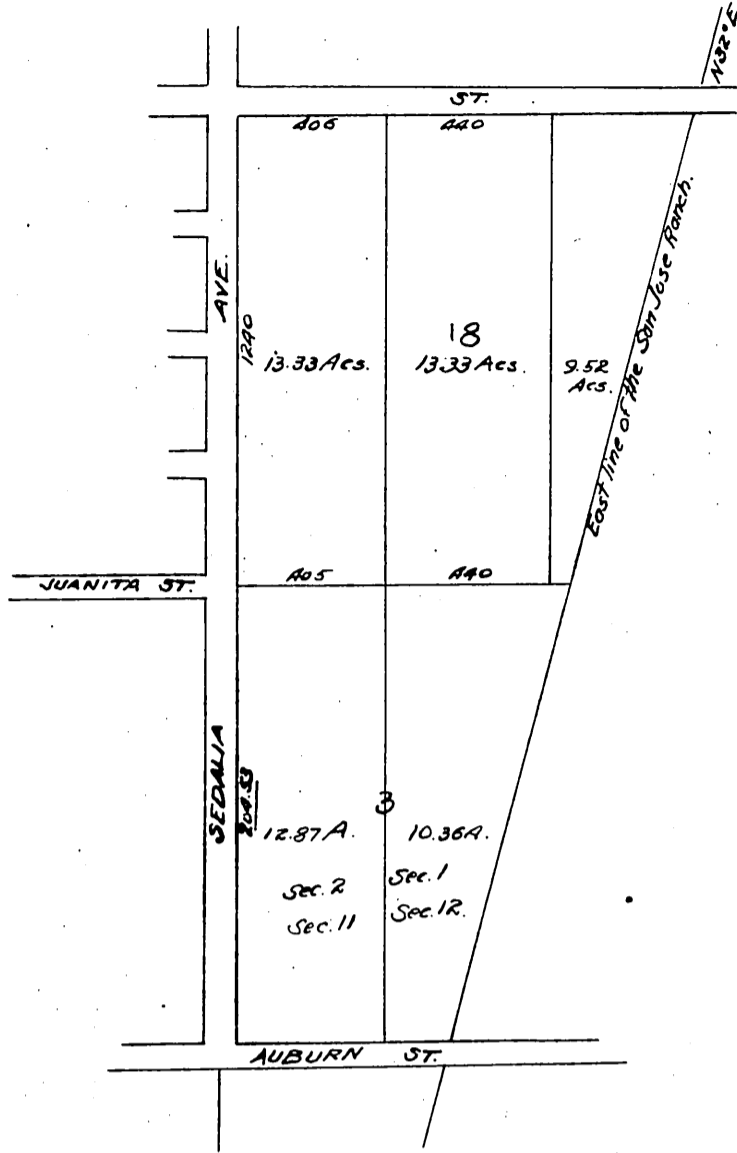 N32°E
ST.
406
440
AVE.
1240
East line of the San Jose Ranch.
18
13.33 Acs.
13.33 Acs.
9.52
Acs.
JUANITA ST.
405
440
SEDALIA
3
12.87 A.
10.36 A.
Sec. 2
Sec. 1
Sec. 11
Sec. 12.
AUBURN ST.